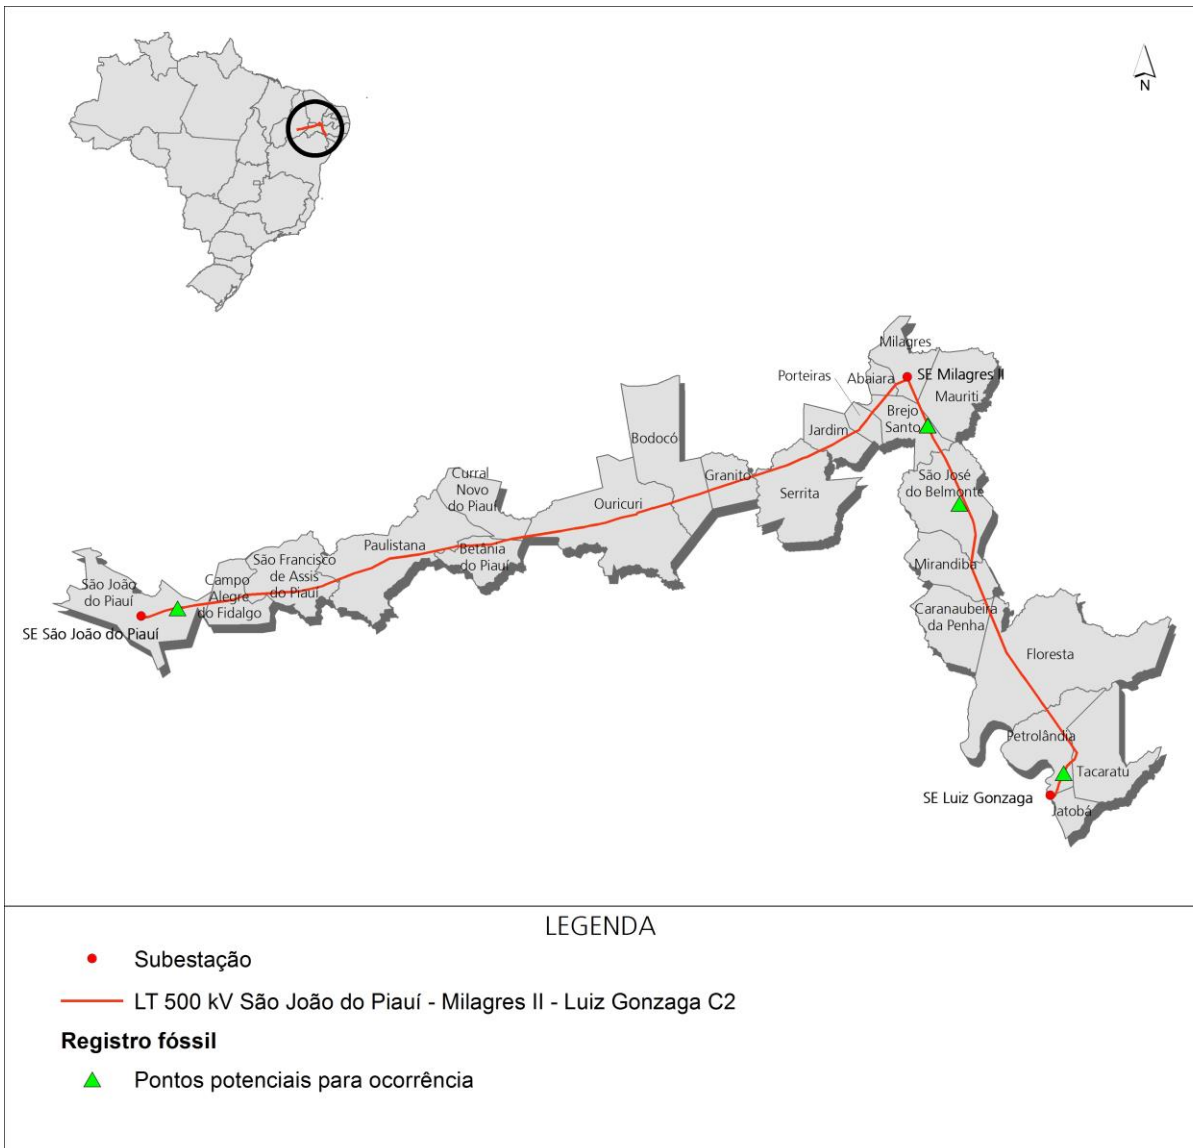 N
Milagres
SE Milagres II
Porteiras
Abaiara
Mauriti
Brejo
Santo
Jardim
Bodocó
São José
do Belmonte
Granito
Serrita
Curral
Novo
do Piauí
Ouricuri
Paulistana
Betânia
do Piauí
São Francisco
de Assis
do Piauí
Campo
Alegre
do Fidalgo
São João
do Piauí
SE São João do Piauí
Mirandiba
Caranaubeira
da Penha
Floresta
Petrolândia
Tacaratu
SE Luiz Gonzaga
Jatobá
LEGENDA
Subestação
LT 500 kV São João do Piauí - Milagres II - Luiz Gonzaga C2
Registro fóssil
Pontos potenciais para ocorrência